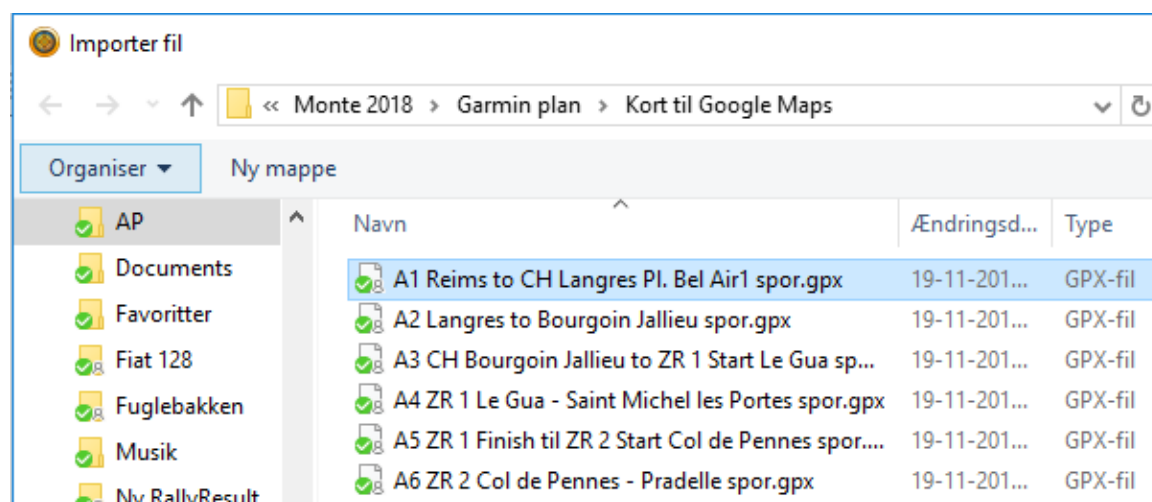 Importer fil
« Monte 2018 > Garmin plan > Kort til Google Maps
Organiser Ny mappe
AP
Documents
Favoritter
Fiat 128
Fuglebakken
Musik
Ny RallyResult
Navn Ændringsd... Type
A1 Reims to CH Langres Pl. Bel Air1 spor.gpx 19-11-201... GPX-fil
A2 Langres to Bourgoin Jallieu spor.gpx 19-11-201... GPX-fil
A3 CH Bourgoin Jallieu to ZR 1 Start Le Gua sp... 19-11-201... GPX-fil
A4 ZR 1 Le Gua - Saint Michel les Portes spor.gpx 19-11-201... GPX-fil
A5 ZR 1 Finish til ZR 2 Start Col de Pennes spor.... 19-11-201... GPX-fil
A6 ZR 2 Col de Pennes - Pradelle spor.gpx 19-11-201... GPX-fil